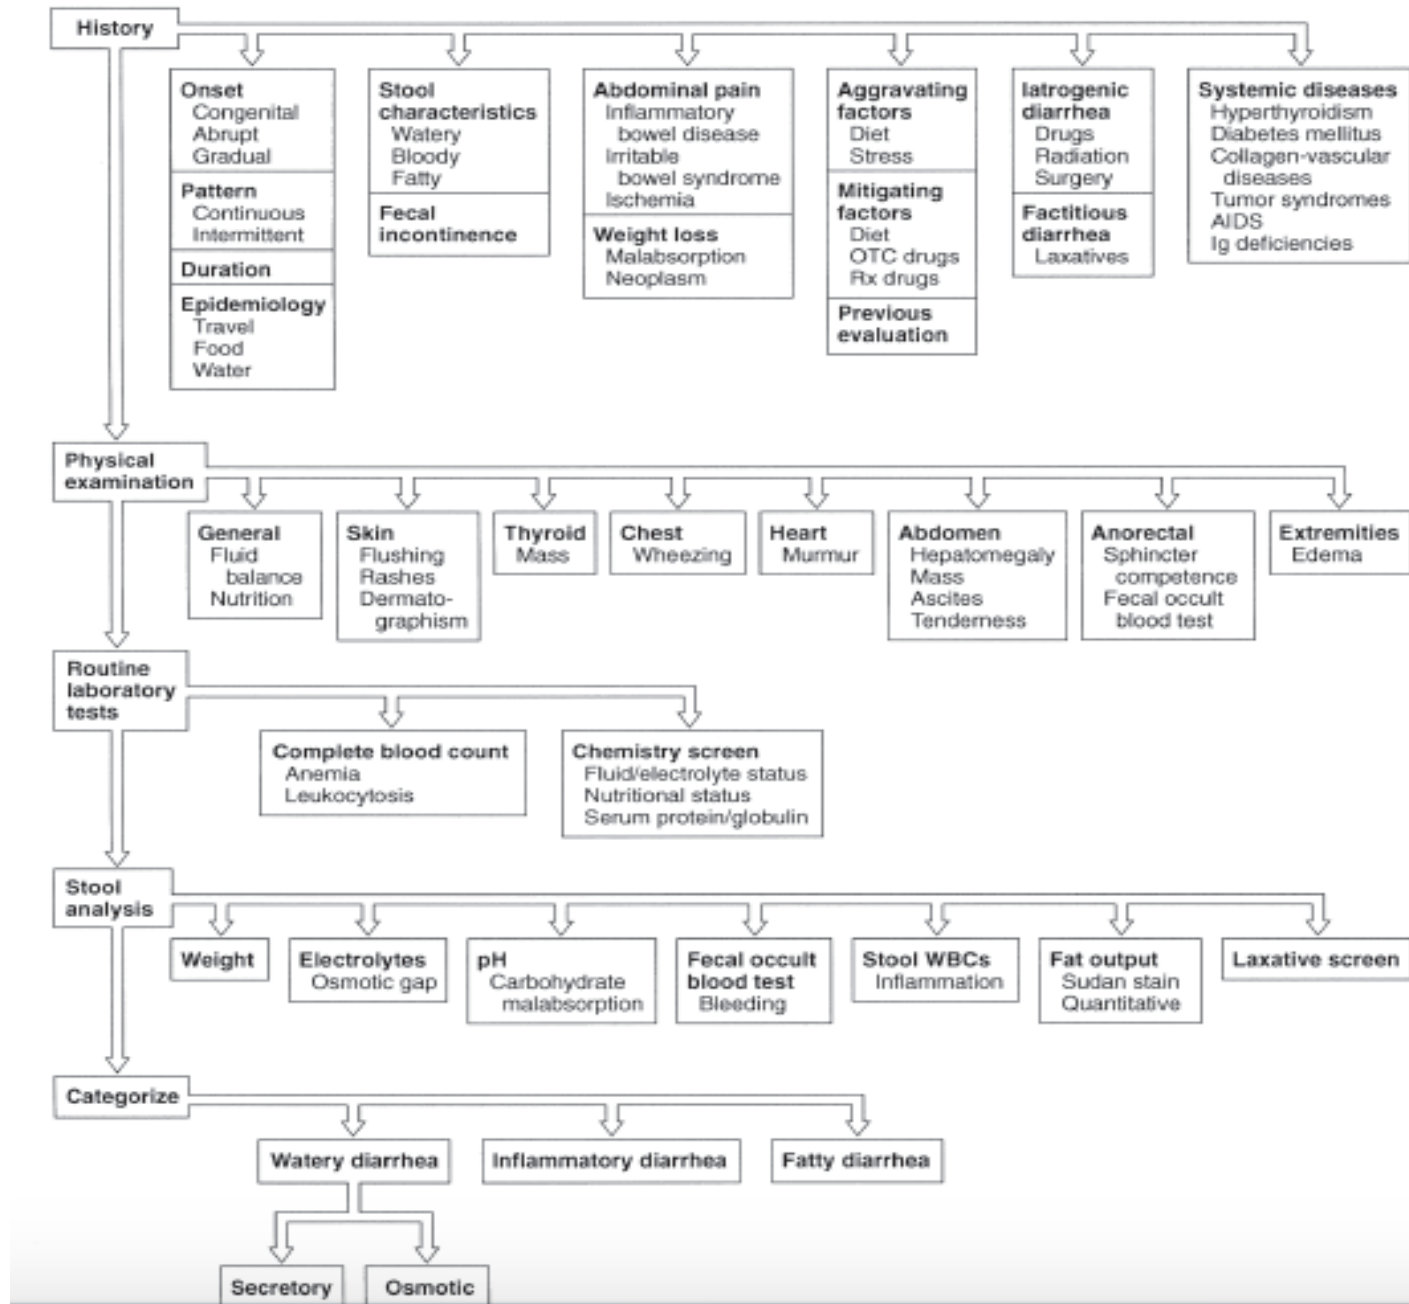 History
Onset
Congenital
Abrupt
Gradual
Pattern
Continuous
Intermittent
Duration
Epidemiology
Travel
Food
Water
Stool
characteristics
Watery
Bloody
Fatty
Fecal
incontinence
Abdominal pain
Inflammatory
bowel disease
Irritable
bowel syndrome
Ischemia
Weight loss
Malabsorption
Neoplasm
Aggravating
factors
Diet
Stress
Mitigating
factors
Diet
OTC drugs
Rx drugs
Previous
evaluation
Iatrogenic
diarrhea
Drugs
Radiation
Surgery
Factitious
diarrhea
Laxatives
Systemic diseases
Hyperthyroidism
Diabetes mellitus
Collagen-vascular
diseases
Tumor syndromes
AIDS
Ig deficiencies
Physical
examination
General
Fluid
balance
Nutrition
Skin
Flushing
Rashes
Dermato-
graphism
Thyroid
Mass
Chest
Wheezing
Heart
Murmur
Abdomen
Hepatomegaly
Mass
Ascites
Tenderness
Anorectal
Sphincter
competence
Fecal occult
blood test
Extremities
Edema
Routine
laboratory
tests
Complete blood count
Anemia
Leukocytosis
Chemistry screen
Fluid/electrolyte status
Nutritional status
Serum protein/globulin
Stool
analysis
Weight
Electrolytes
Osmotic gap
pH
Carbohydrate
malabsorption
Fecal occult
blood test
Bleeding
Stool WBCs
Inflammation
Fat output
Sudan stain
Quantitative
Laxative screen
Categorize
Watery diarrhea
Inflammatory diarrhea
Fatty diarrhea
Secretory
Osmotic